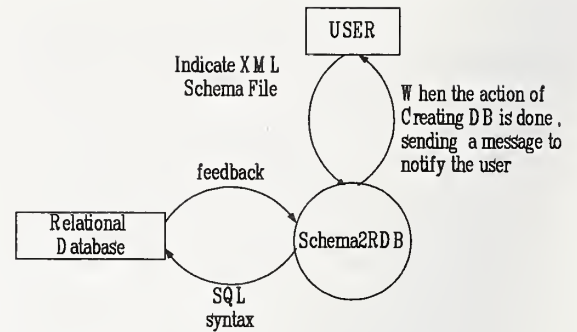 USER
Indicate XML
Schema File
When the action of
Creating DB is done,
sending a message to
notify the user
feedback
Relational
Database
Schema2RDB
SQL
syntax